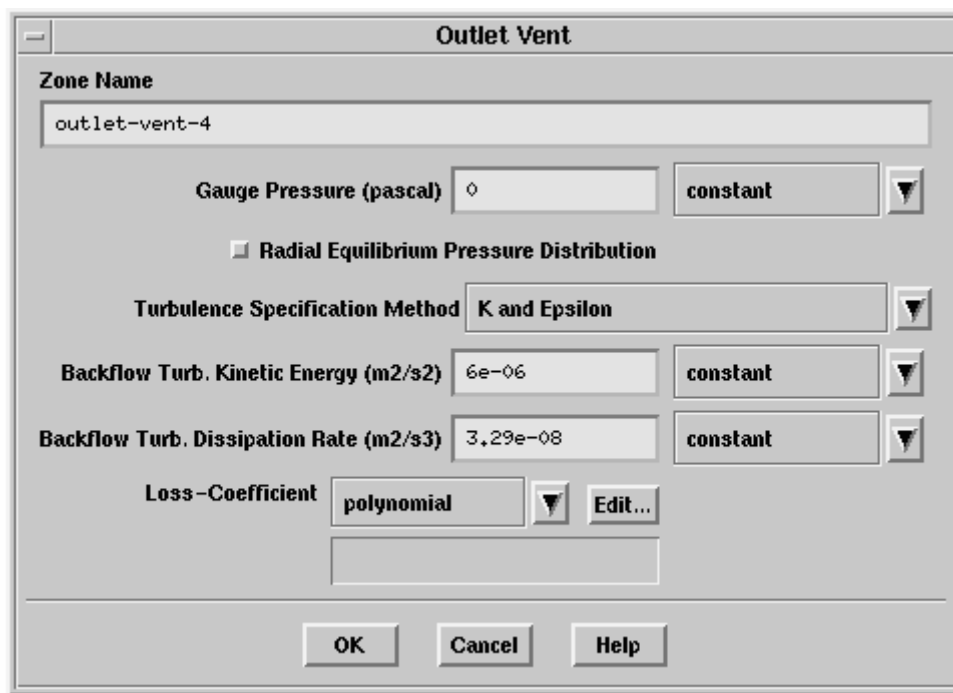 Outlet Vent
Zone Name
outlet-vent-4
Gauge Pressure (pascal) 0 constant
Radial Equilibrium Pressure Distribution
Turbulence Specification Method K and Epsilon
Backflow Turb. Kinetic Energy (m2/s2) 6e-06 constant
Backflow Turb. Dissipation Rate (m2/s3) 3.29e-08 constant
Loss-Coefficient polynomial Edit...
OK Cancel Help